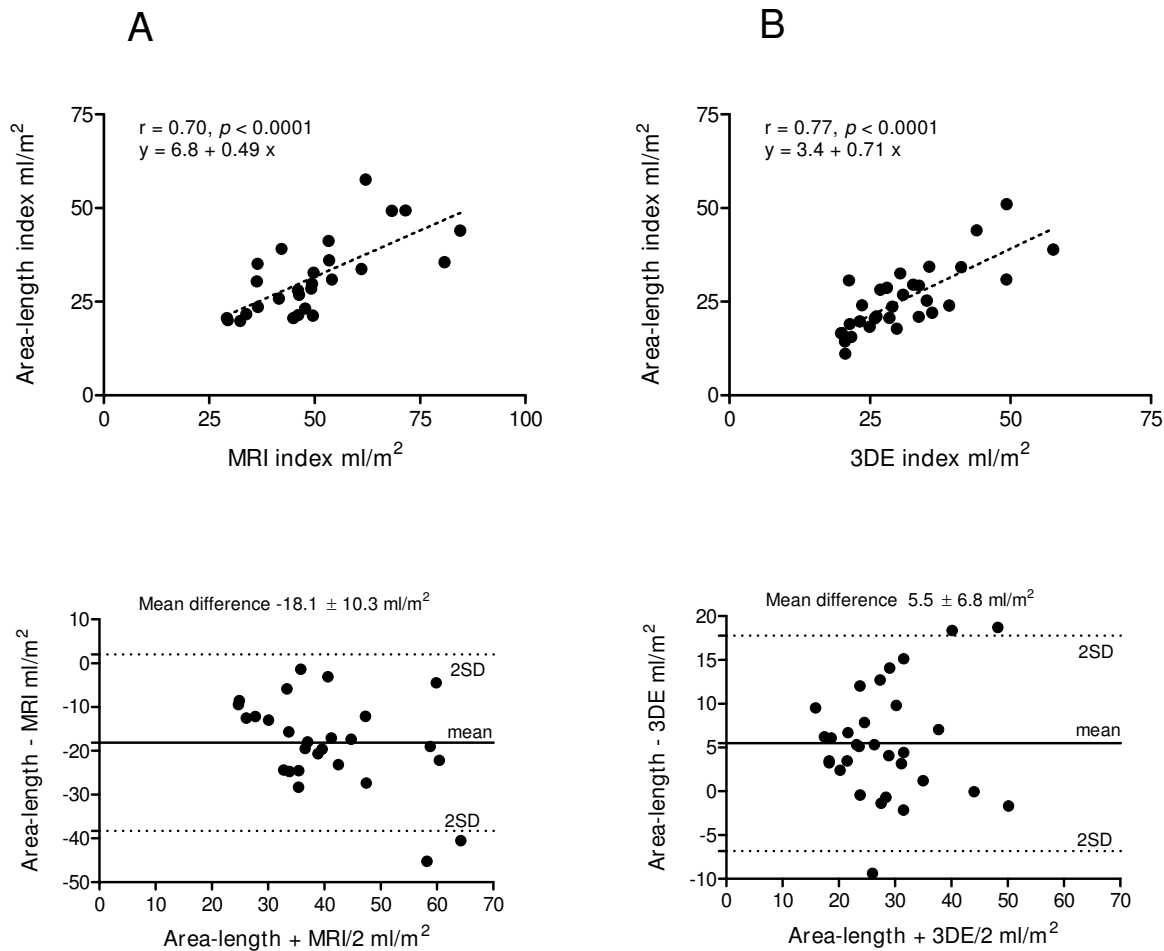 A
B
75
50
25
0
Area-length index ml/m²
r = 0.70, p < 0.0001
y = 6.8 + 0.49 x
0 25 50 75 100
MRI index ml/m²
75
50
25
0
Area-length index ml/m²
r = 0.77, p < 0.0001
y = 3.4 + 0.71 x
0 25 50 75
3DE index ml/m²
Mean difference -18.1 ± 10.3 ml/m²
10
0
-10
-20
-30
-40
-50
Area-length - MRI ml/m²
2SD
mean
2SD
0 10 20 30 40 50 60 70
Area-length + MRI/2 ml/m²
Mean difference 5.5 ± 6.8 ml/m²
20
15
10
5
0
-5
-10
Area-length - 3DE ml/m²
2SD
mean
2SD
0 10 20 30 40 50 60 70
Area-length + 3DE/2 ml/m²